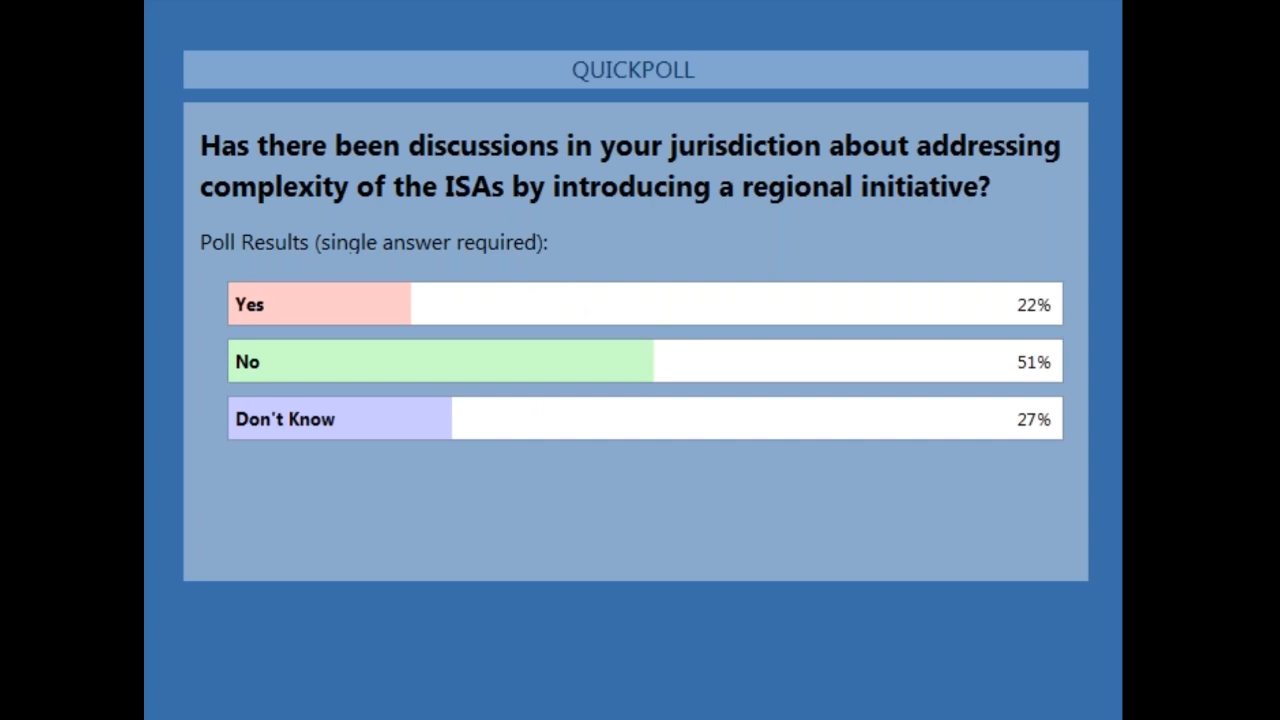 QUICKPOLL
Has there been discussions in your jurisdiction about addressing
complexity of the ISAs by introducing a regional initiative?
Poll Results (single answer required):
Yes 22%
No 51%
Don't Know 27%